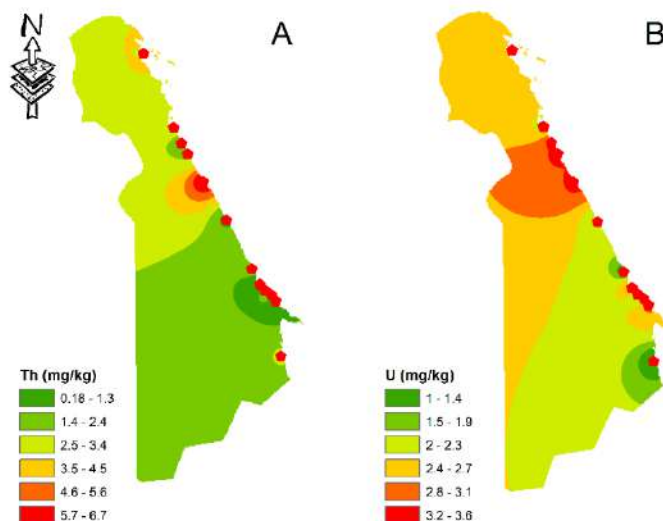 N
A
B
Th (mg/kg)
0.18 - 1.3
1.4 - 2.4
2.5 - 3.4
3.5 - 4.5
4.6 - 5.6
5.7 - 6.7
U (mg/kg)
1 - 1.4
1.5 - 1.9
2 - 2.3
2.4 - 2.7
2.8 - 3.1
3.2 - 3.6